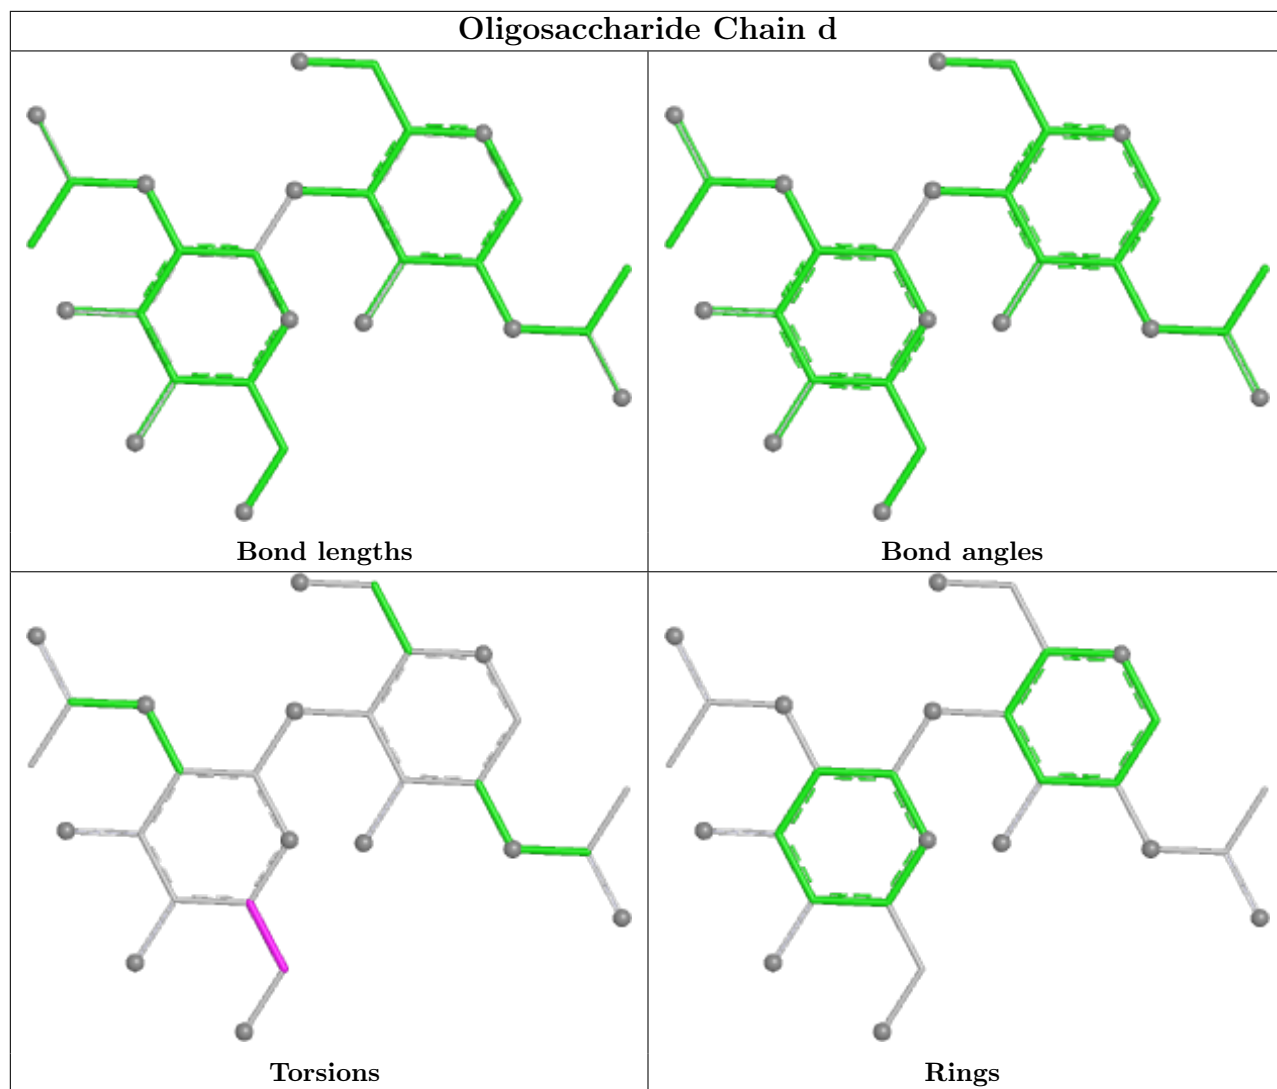 Oligosaccharide Chain d
Bond lengths
Bond angles
Torsions
Rings